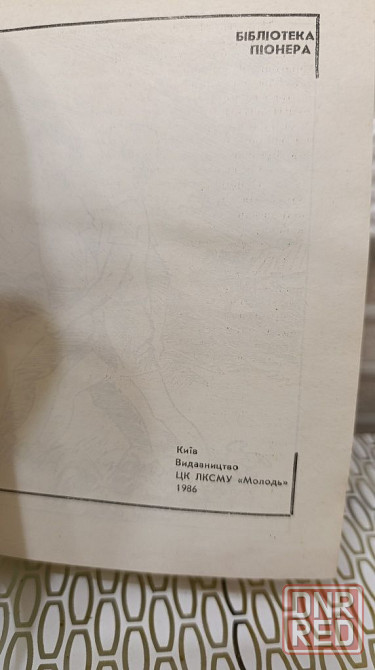 БІБЛІОТЕКА
ПІОНЕРА
Київ
Видавництво
ЦК ЛКСМУ «Молодь»
1986
DNR
RED